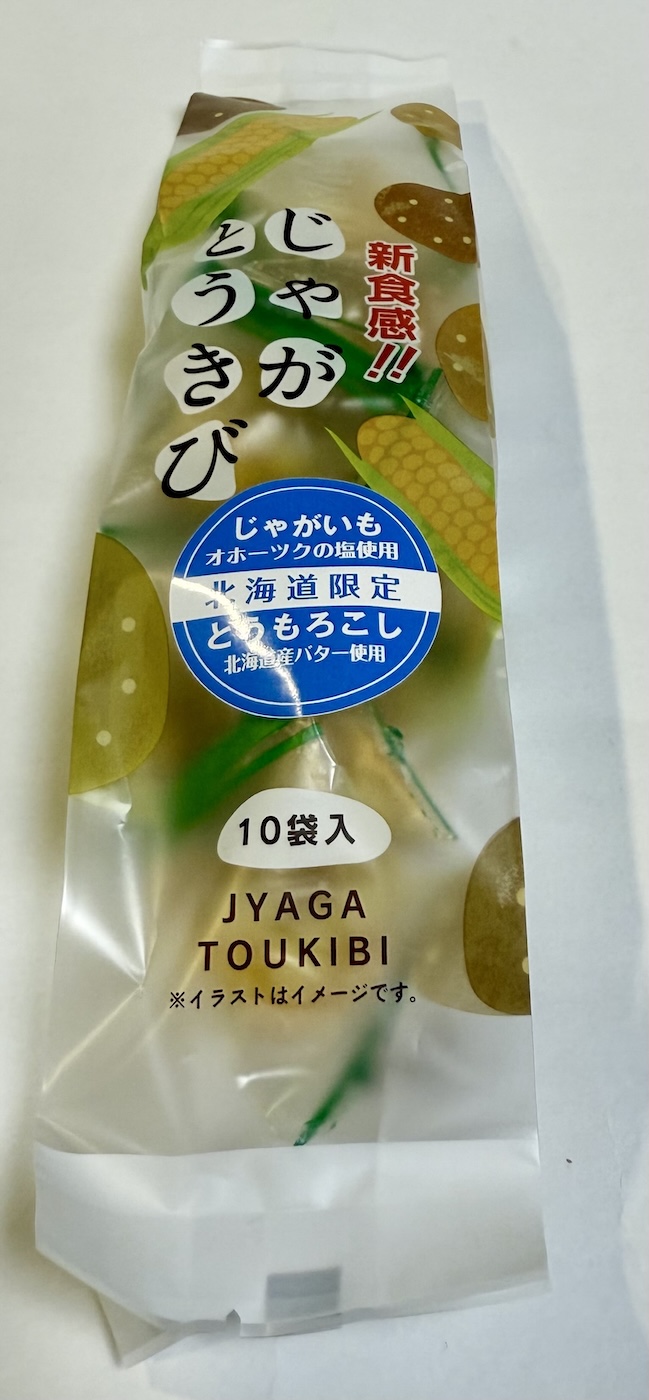 新食感!!
じゃが
とうきび
じゃがいも
オホーツクの塩使用
北海道限定
とうもろこし
北海道産バター使用
10袋入
JYAGA
TOUKIBI
※イラストはイメージです。